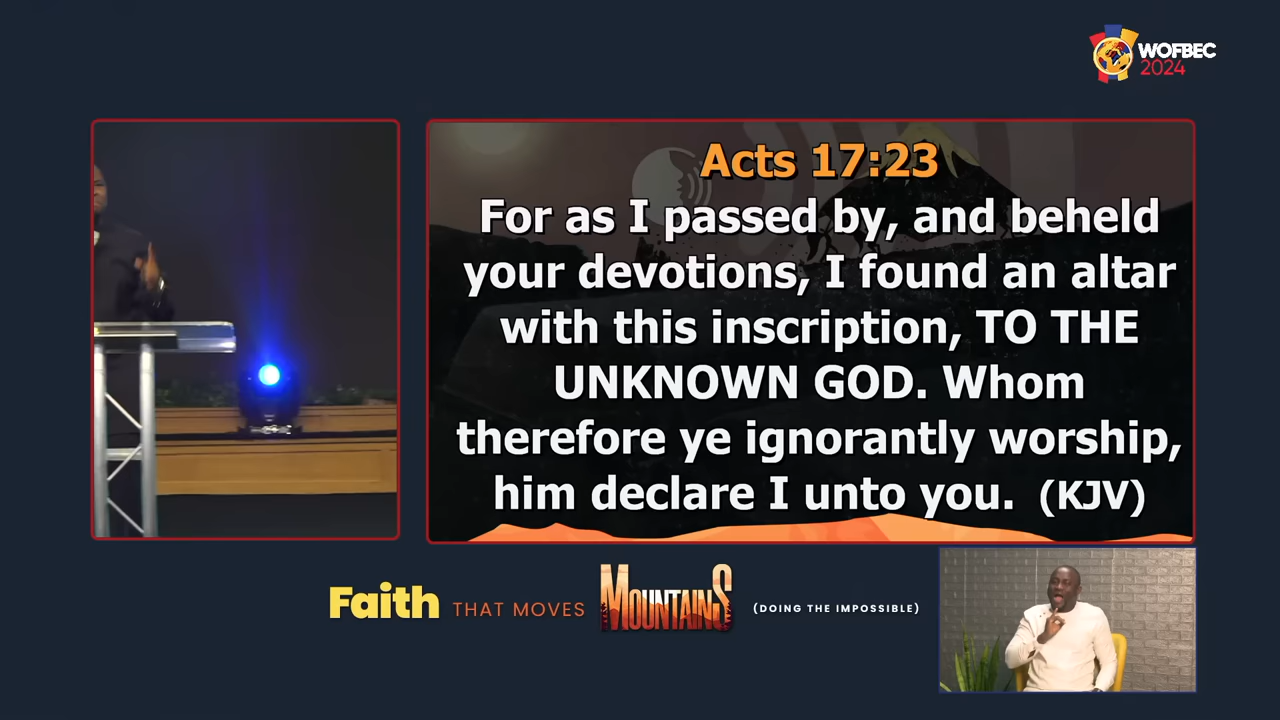 WOFBEC
2024
Acts 17:23
For as I passed by, and beheld
your devotions, I found an altar
with this inscription, TO THE
UNKNOWN GOD. Whom
therefore ye ignorantly worship,
him declare I unto you. (KJV)
Faith THAT MOVES MOUNTAINS (DOING THE IMPOSSIBLE)